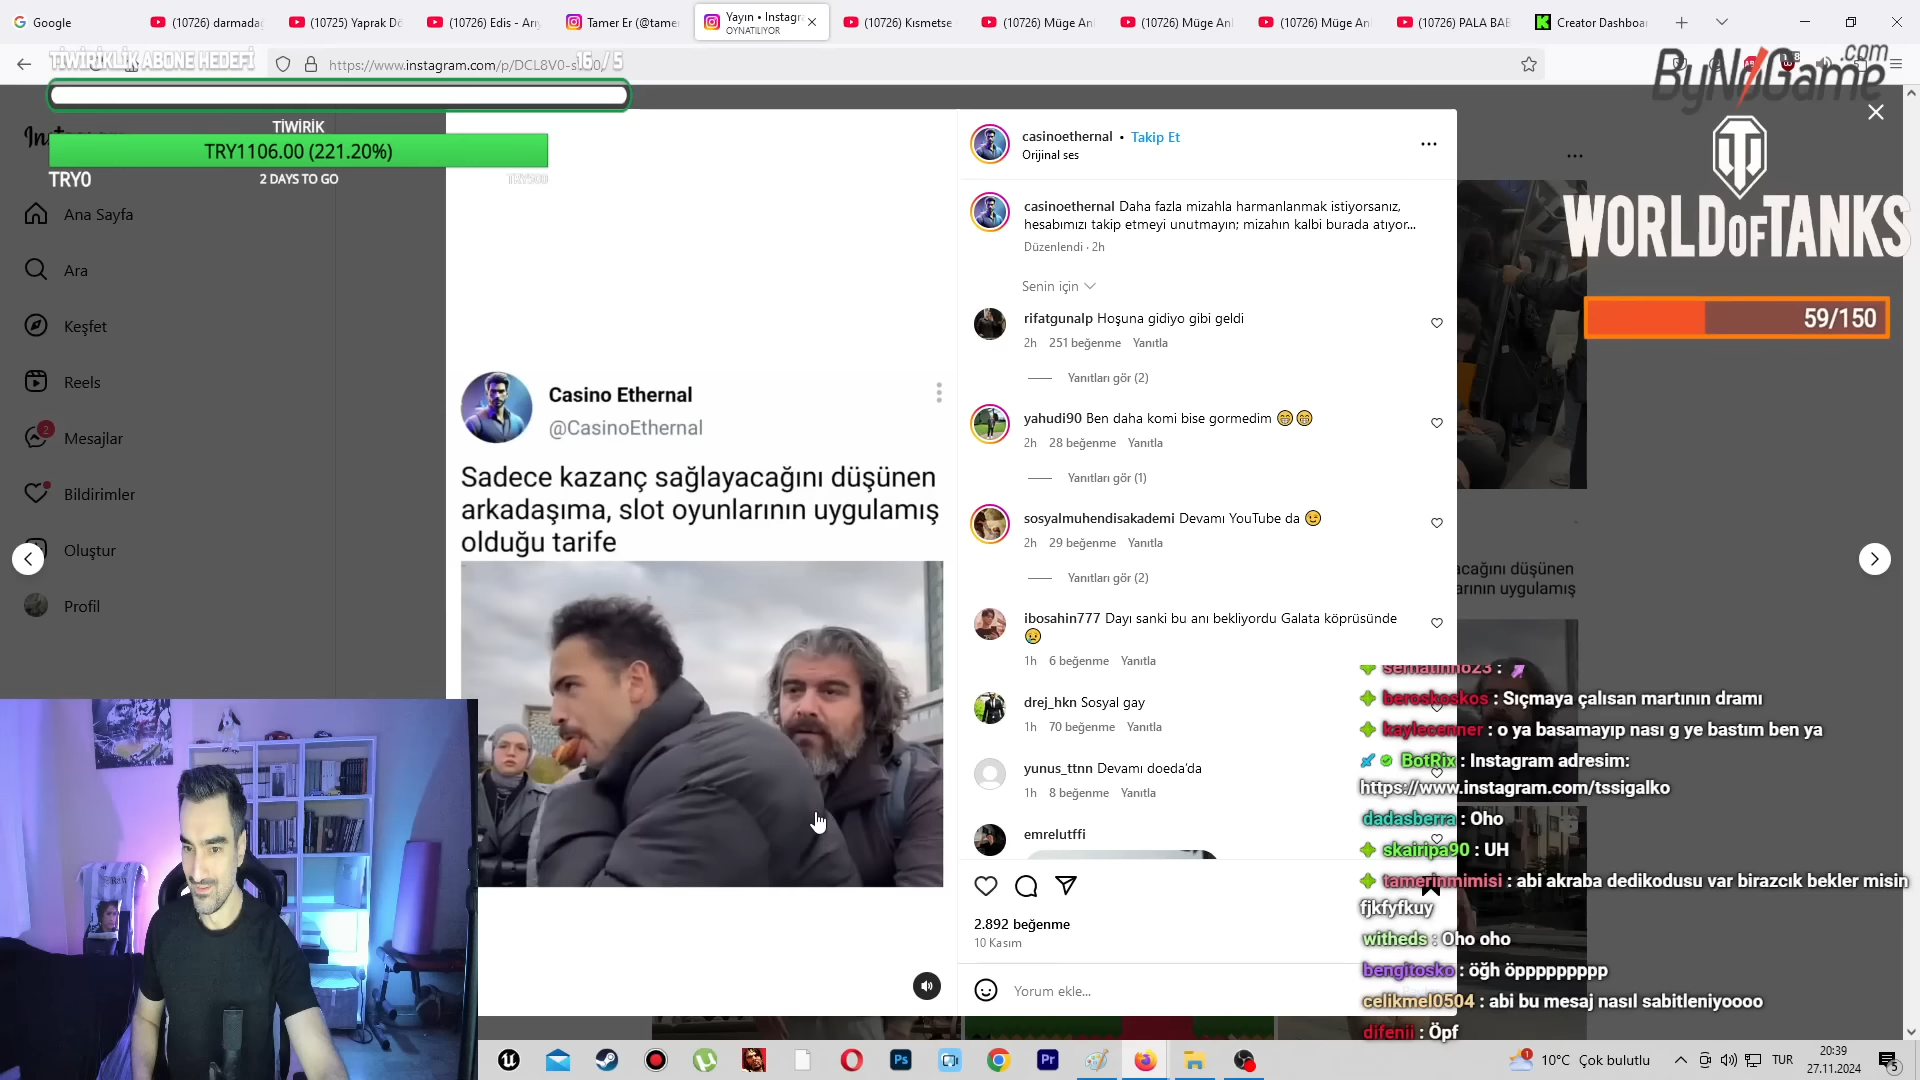 Google
(10726) darmada
(10725) Yaprak Dö
(10726) Edis - Arı
Tamer Er (@tame
Yayın • Instagra
OYNATILIYOR
(10726) Kısmetse
(10726) Müge An
(10726) Müge An
(10726) Müge An
(10726) PALA BAB
Creator Dashboa
https://www.instagram.com/p/DCL8V0-s
TİWİRİKLİK ABONE HEDEFİ
16 / 5
TİWİRİK
TRY1106.00 (221.20%)
TRY0
2 DAYS TO GO
TRY500
ByNoGame
.com
WORLD OF TANKS
59/150
Ana Sayfa
Ara
Keşfet
Reels
2
Mesajlar
Bildirimler
Oluştur
Profil
Casino Ethernal
@CasinoEthernal
Sadece kazanç sağlayacağını düşünen
arkadaşıma, slot oyunlarının uygulamış
olduğu tarife
casinoethernal • Takip Et
Orijinal ses
casinoethernal Daha fazla mizahla harmanlanmak istiyorsanız,
hesabımızı takip etmeyi unutmayın; mizahın kalbi burada atıyor...
Düzenlendi · 2h
Senin için
rifatgunalp Hoşuna gidiyo gibi geldi
2h 251 beğenme Yanıtla
Yanıtları gör (2)
yahudi90 Ben daha komi bise gormedim 😁😁
2h 28 beğenme Yanıtla
Yanıtları gör (1)
sosyalmuhendisakademi Devamı YouTube da 😉
2h 29 beğenme Yanıtla
Yanıtları gör (2)
ibosahin777 Dayı sanki bu anı bekliyordu Galata köprüsünde
😢
1h 6 beğenme Yanıtla
drej_hkn Sosyal gay
1h 70 beğenme Yanıtla
yunus_ttnn Devamı doeda'da
1h 8 beğenme Yanıtla
emrelutffi
2.892 beğenme
10 Kasım
Yorum ekle...
acağını düşünen
arının uygulamış
serhatinho23 :
beroskoskos : Sıçmaya çalısan martının dramı
kaylecenner : o ya basamayıp nası g ye bastım ben ya
BotRix : Instagram adresim:
https://www.instagram.com/tssigalko
dadasberra : Oho
skairipa90 : UH
tamerinmimisi : abi akraba dedikodusu var birazcık bekler misin
fjkfyfkuy
witheds : Oho oho
bengitosko : öğh öppppppppp
celikmel0504 : abi bu mesaj nasıl sabitleniyoooo
difenii : Öpf
Ps
Pr
1
10°C Çok bulutlu
TUR
20:39
27.11.2024
5